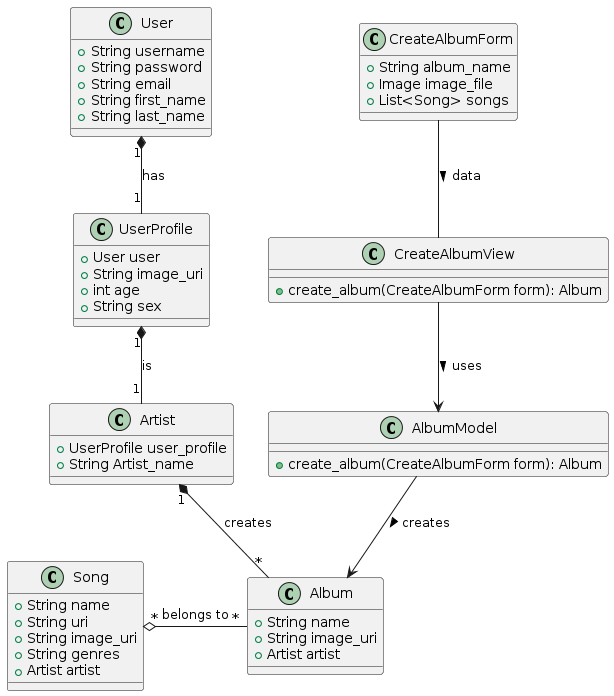 C User
String username
String password
String email
String first_name
String last_name
C CreateAlbumForm
String album_name
Image image_file
List<Song> songs
1
has
1
data
C UserProfile
User user
String image_uri
int age
String sex
C CreateAlbumView
create_album(CreateAlbumForm form): Album
1
is
1
uses
C Artist
UserProfile user_profile
String Artist_name
C AlbumModel
create_album(CreateAlbumForm form): Album
1
creates
*
creates
C Song
String name
String uri
String image_uri
String genres
Artist artist
* belongs to *
C Album
String name
String image_uri
Artist artist